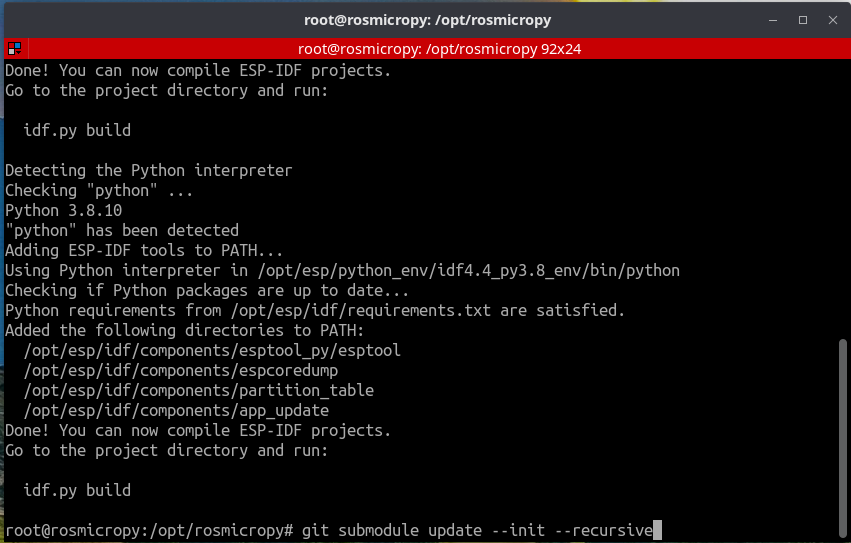 root@rosmicropy: /opt/rosmicropy
root@rosmicropy: /opt/rosmicropy 92x24
Done! You can now compile ESP-IDF projects.
Go to the project directory and run:
idf.py build
Detecting the Python interpreter
Checking "python" ...
Python 3.8.10
"python" has been detected
Adding ESP-IDF tools to PATH...
Using Python interpreter in /opt/esp/python_env/idf4.4_py3.8_env/bin/python
Checking if Python packages are up to date...
Python requirements from /opt/esp/idf/requirements.txt are satisfied.
Added the following directories to PATH:
/opt/esp/idf/components/esptool_py/esptool
/opt/esp/idf/components/espcoredump
/opt/esp/idf/components/partition_table
/opt/esp/idf/components/app_update
Done! You can now compile ESP-IDF projects.
Go to the project directory and run:
idf.py build
root@rosmicropy:/opt/rosmicropy# git submodule update --init --recursive